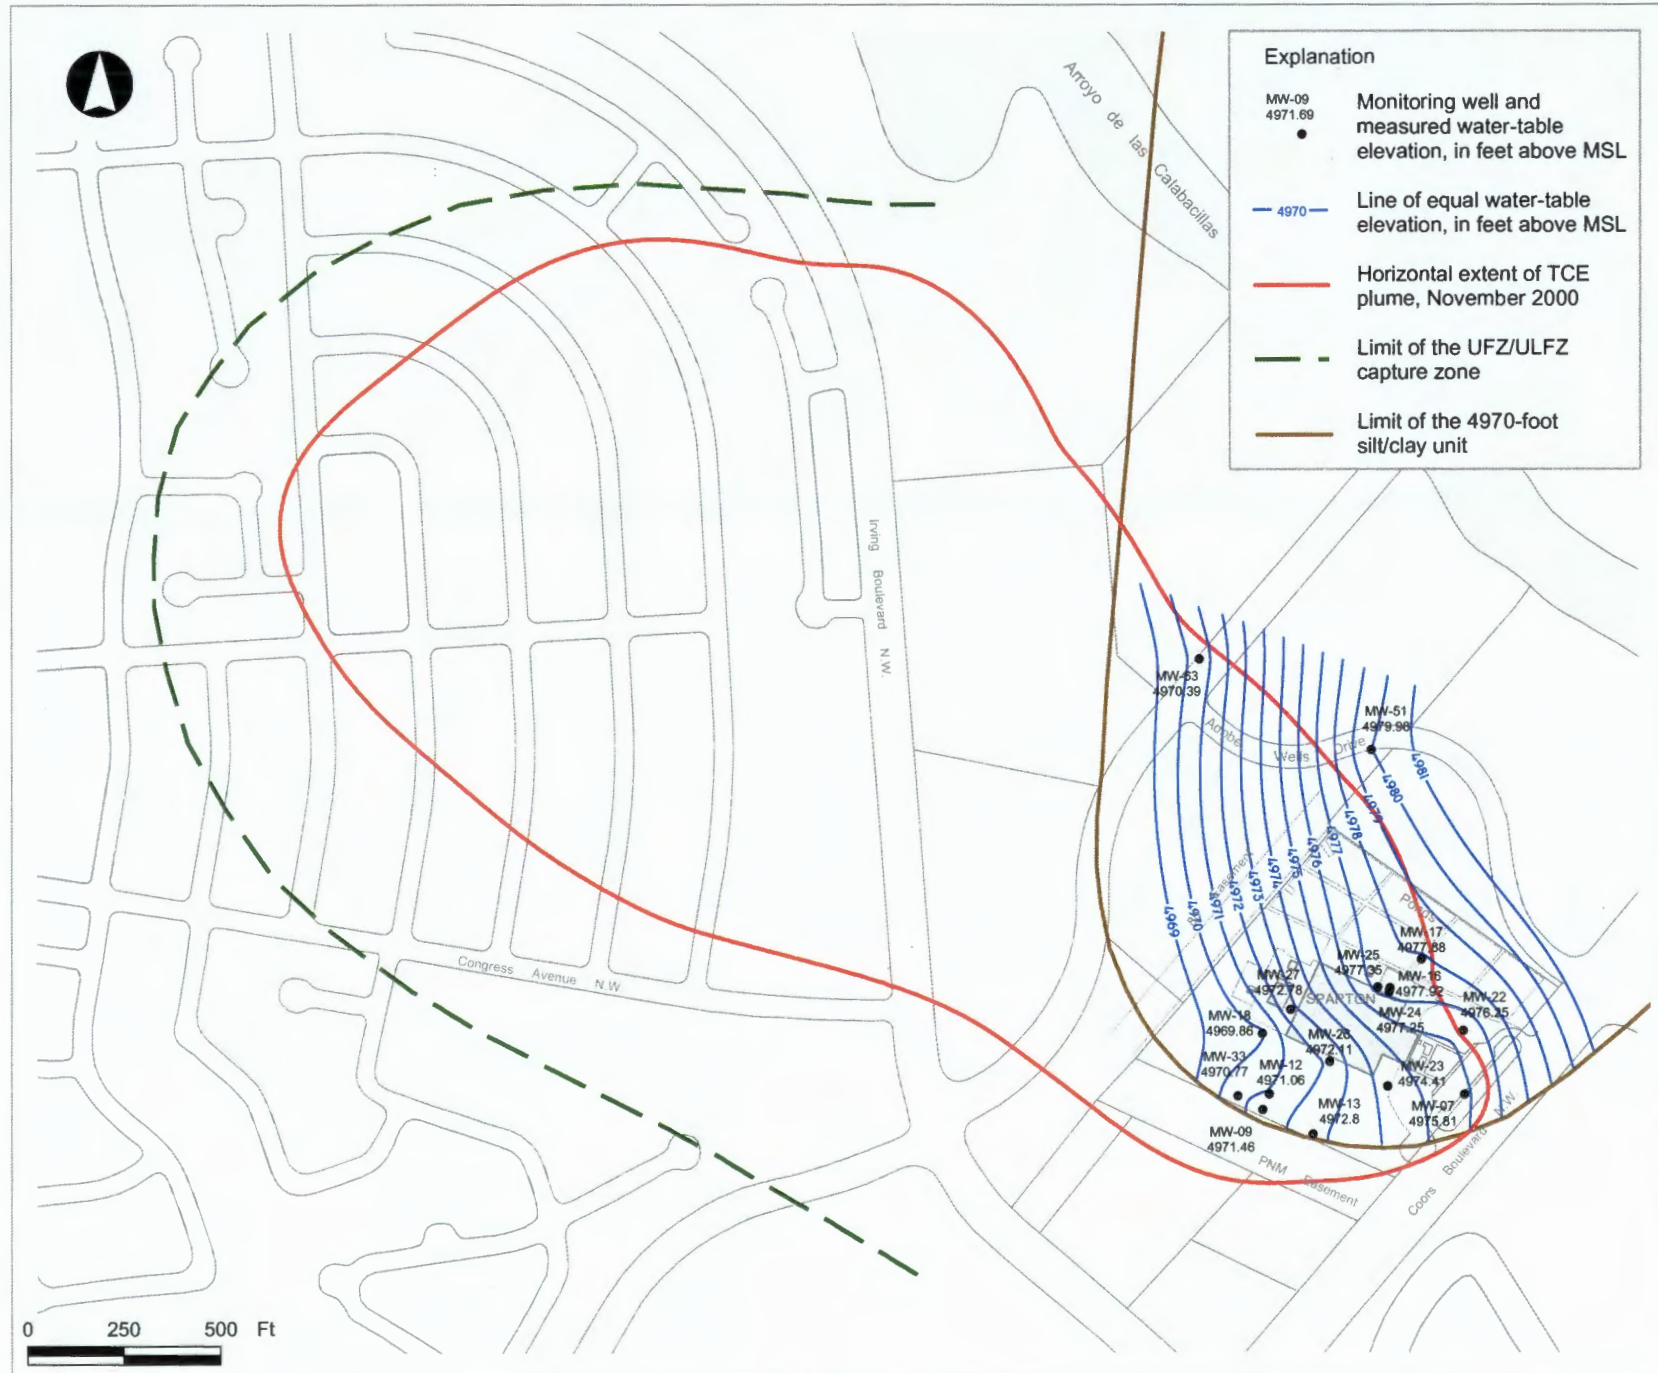 Explanation
MW-09
4971.69
Monitoring well and
measured water-table
elevation, in feet above MSL
4970
Line of equal water-table
elevation, in feet above MSL
Horizontal extent of TCE
plume, November 2000
Limit of the UFZ/ULFZ
capture zone
Limit of the 4970-foot
silt/clay unit
Arroyo de las Calabacillas
Irving Boulevard N.W.
Congress Avenue N.W
MW-63
4970.39
MW-51
4979.98
Adobe Wells Drive
4981
4980
4979
4978
4977
4976
4975
4974
4973
4972
4971
4970
4969
Easement
Ponds
MW-17
4977.88
MW-25
4977.35
MW-16
4977.92
MW-27
4972.78
SPARTON
MW-22
4976.25
MW-24
4977.25
MW-18
4969.86
4972.11
MW-33
4970.77
MW-12
4971.06
MW-23
4974.41
MW-13
4972.8
MW-07
4975.81
MW-09
4971.46
PNM Easement
Coors Boulevard N.W.
0 250 500 Ft